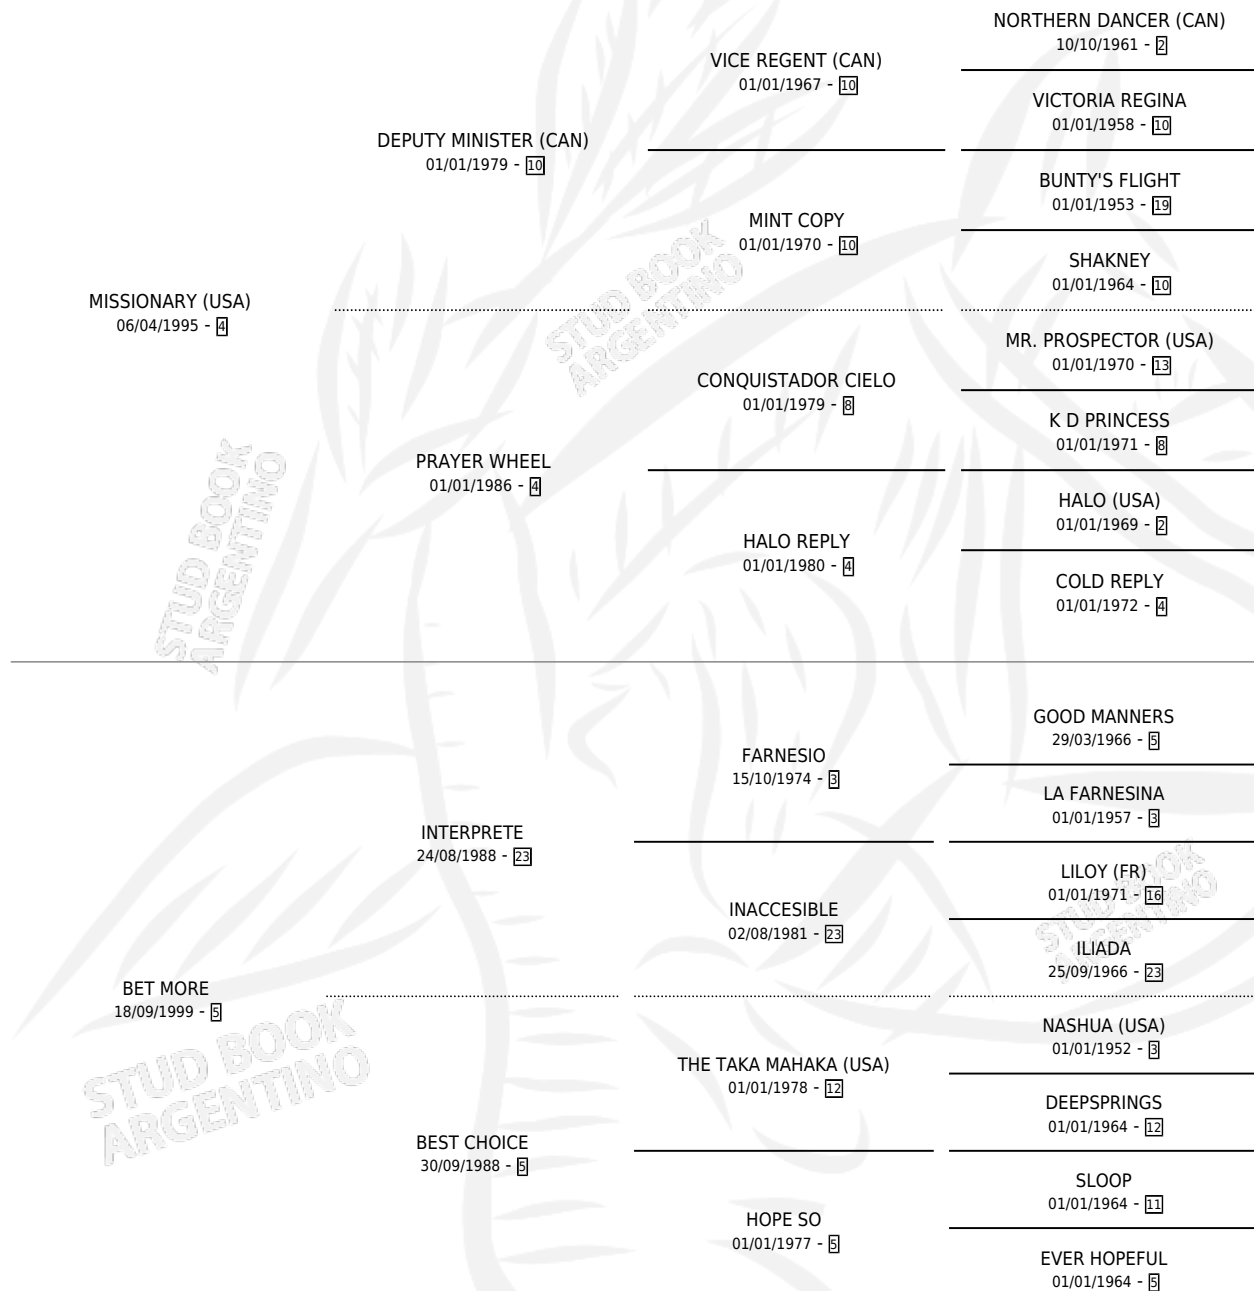 NORTHERN DANCER (CAN)
10/10/1961 - 2
VICE REGENT (CAN)
01/01/1967 - 10
VICTORIA REGINA
01/01/1958 - 10
DEPUTY MINISTER (CAN)
01/01/1979 - 10
BUNTY'S FLIGHT
01/01/1953 - 19
MINT COPY
01/01/1970 - 10
SHAKNEY
01/01/1964 - 10
MISSIONARY (USA)
06/04/1995 - 4
MR. PROSPECTOR (USA)
01/01/1970 - 13
CONQUISTADOR CIELO
01/01/1979 - 8
K D PRINCESS
01/01/1971 - 8
PRAYER WHEEL
01/01/1986 - 4
HALO (USA)
01/01/1969 - 2
HALO REPLY
01/01/1980 - 4
COLD REPLY
01/01/1972 - 4
GOOD MANNERS
29/03/1966 - 5
FARNESIO
15/10/1974 - 3
LA FARNESINA
01/01/1957 - 3
INTERPRETE
24/08/1988 - 23
LILOY (FR)
01/01/1971 - 16
INACCESIBLE
02/08/1981 - 23
ILIADA
25/09/1966 - 23
BET MORE
18/09/1999 - 5
NASHUA (USA)
01/01/1952 - 3
THE TAKA MAHAKA (USA)
01/01/1978 - 12
DEEPSPRINGS
01/01/1964 - 12
BEST CHOICE
30/09/1988 - 5
SLOOP
01/01/1964 - 11
HOPE SO
01/01/1977 - 5
EVER HOPEFUL
01/01/1964 - 5
STUD BOOK
ARGENTINO
STUD BOOK
ARGENTINO
STUD BOOK
ARGENTINO
STUD BOOK
ARGENTINO